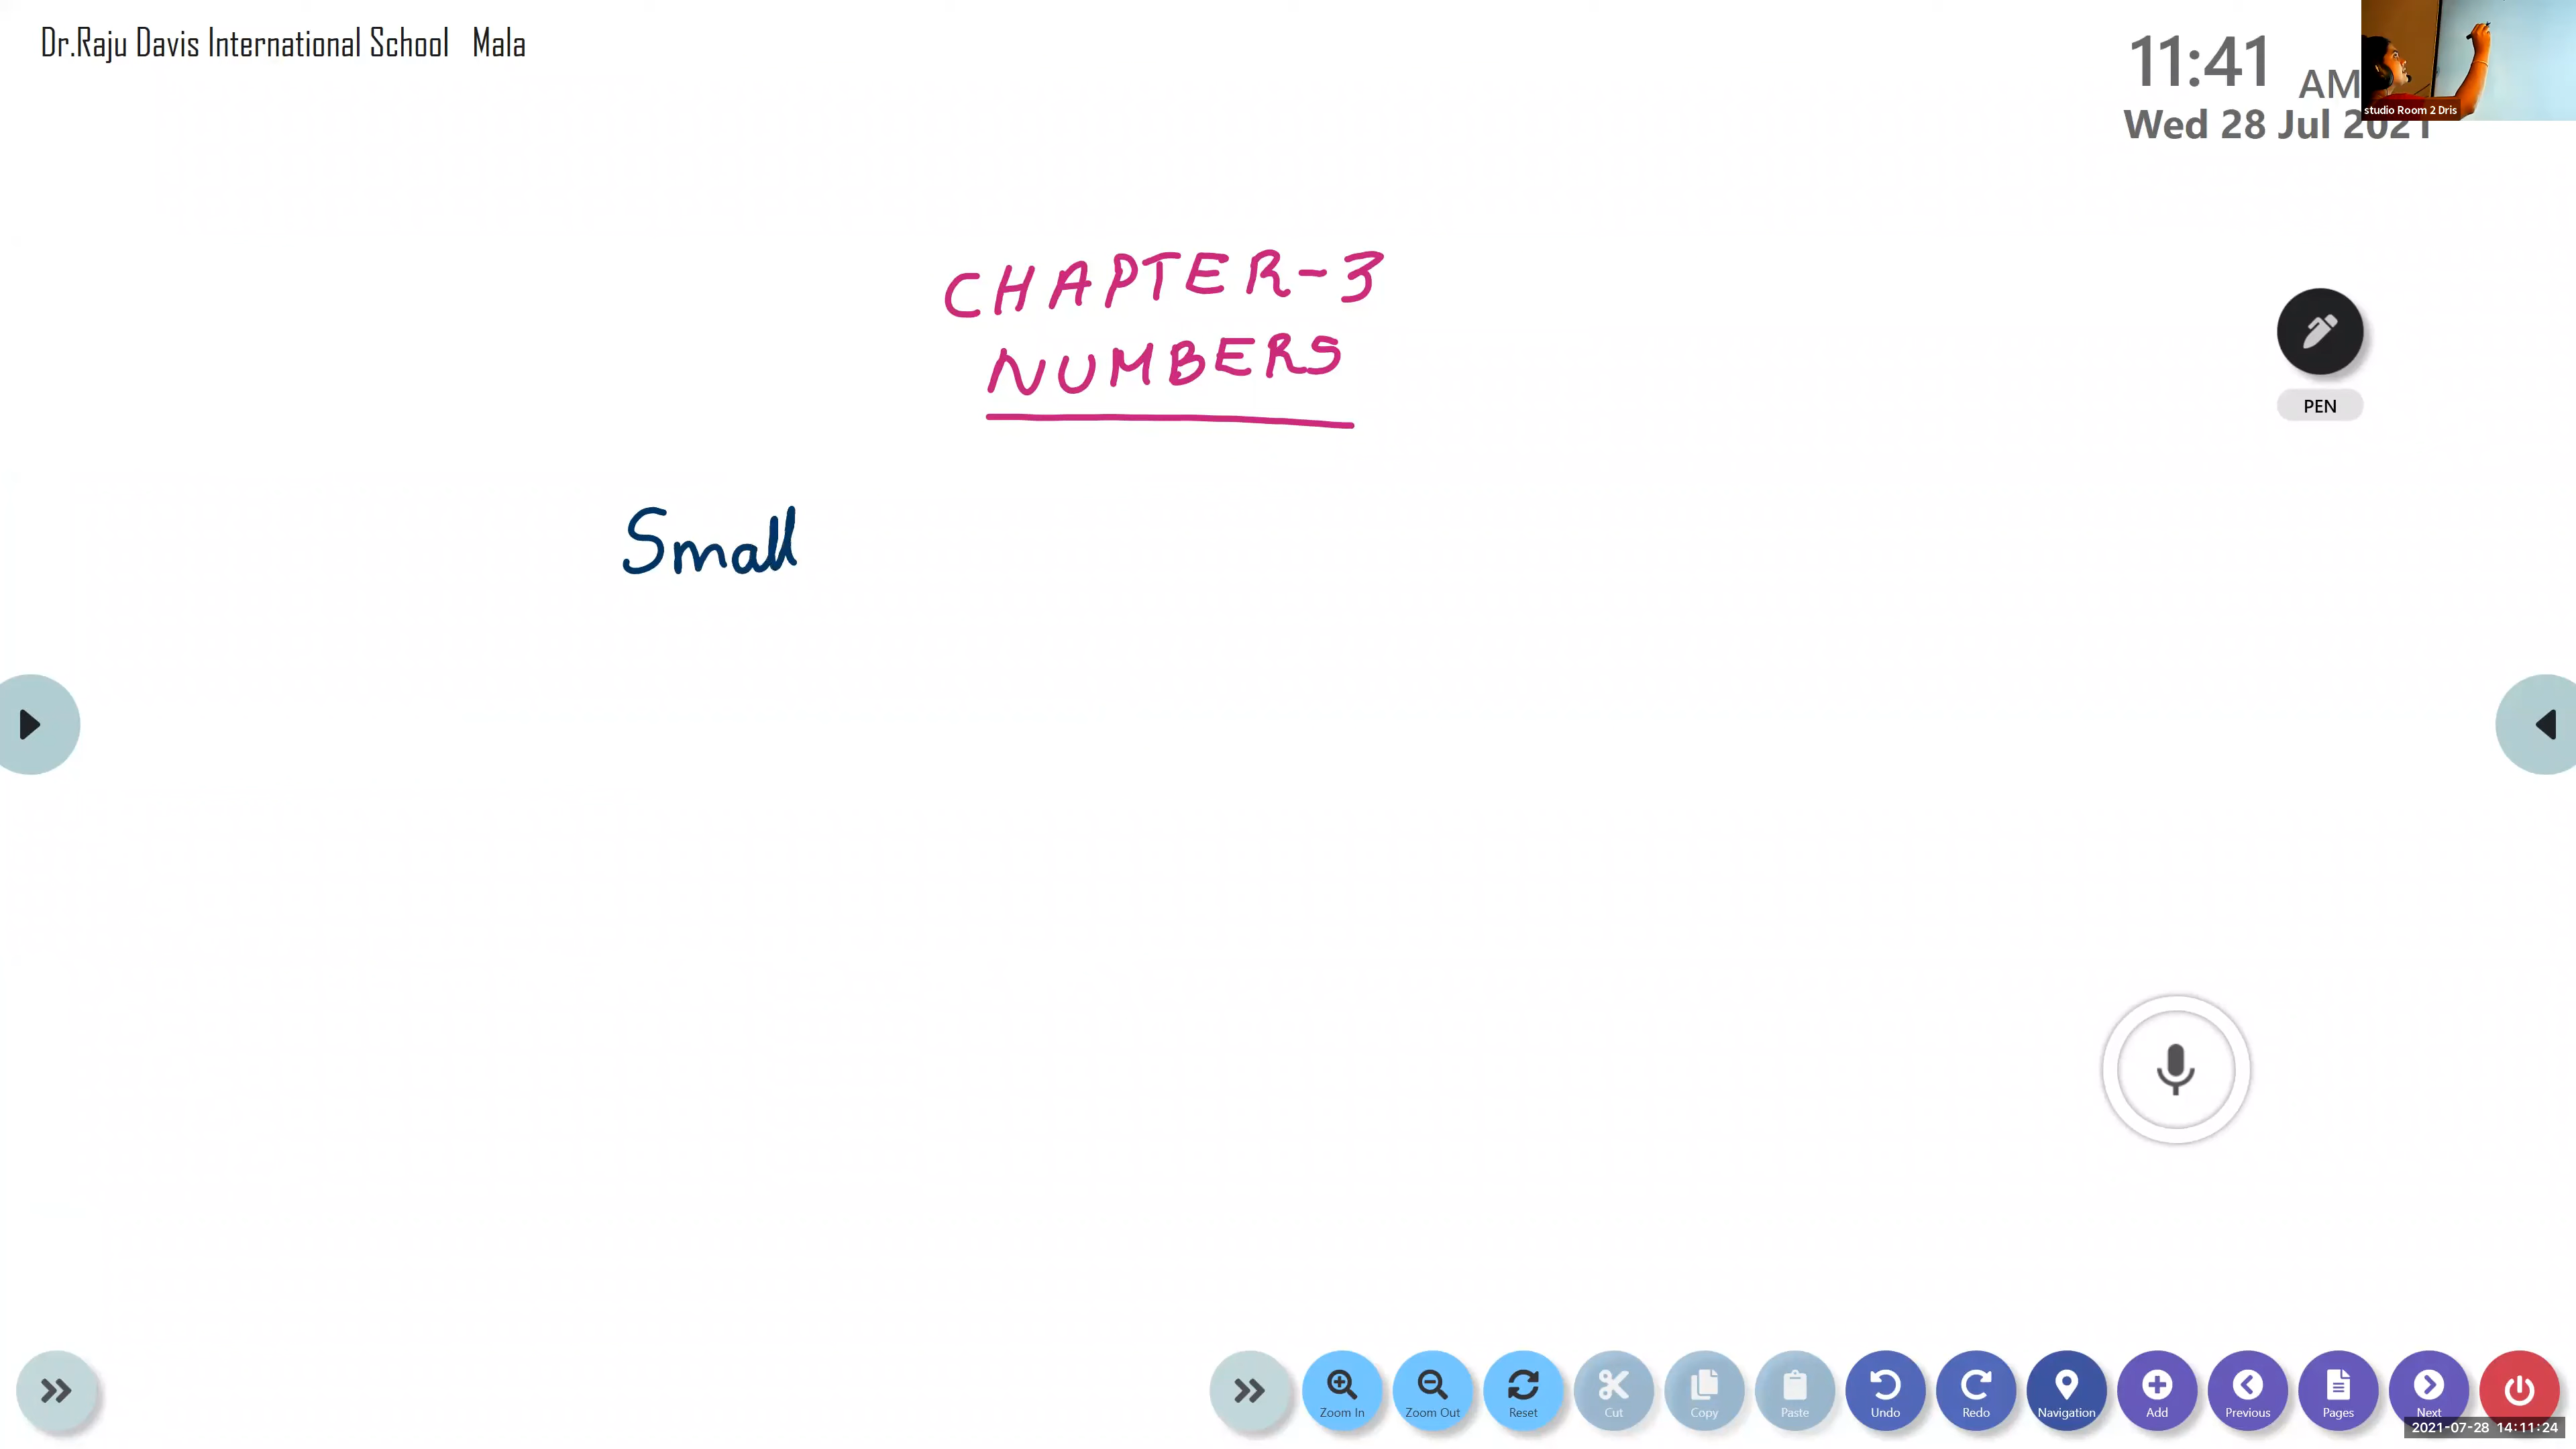 Dr.Raju Davis International School Mala
11:41 AM
Wed 28 Jul 2021
studio Room 2 Dris
CHAPTER-3
NUMBERS
PEN
Small
Zoom In
Zoom Out
Reset
Cut
Copy
Paste
Undo
Redo
Navigation
Add
Previous
Pages
Next
2021-07-28 14:11:24